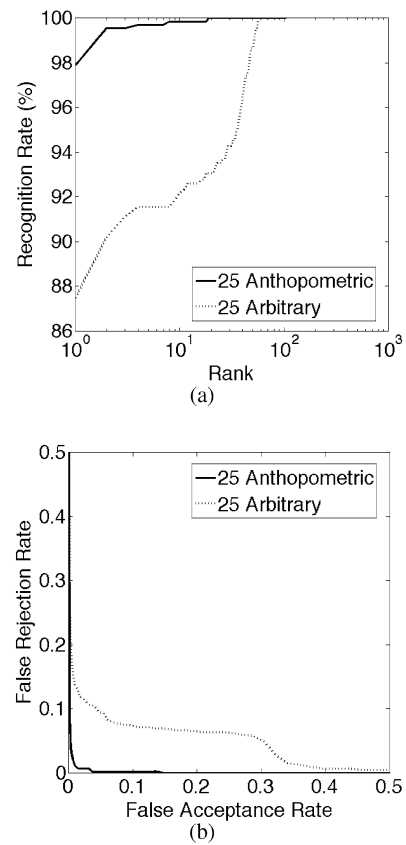 100
98
96
94
92
90
88
86
Recognition Rate (%)
25 Anthopometric
25 Arbitrary
10^0
10^1
10^2
10^3
Rank
(a)
0.5
0.4
0.3
0.2
0.1
0
False Rejection Rate
25 Anthopometric
25 Arbitrary
0
0.1
0.2
0.3
0.4
0.5
False Acceptance Rate
(b)